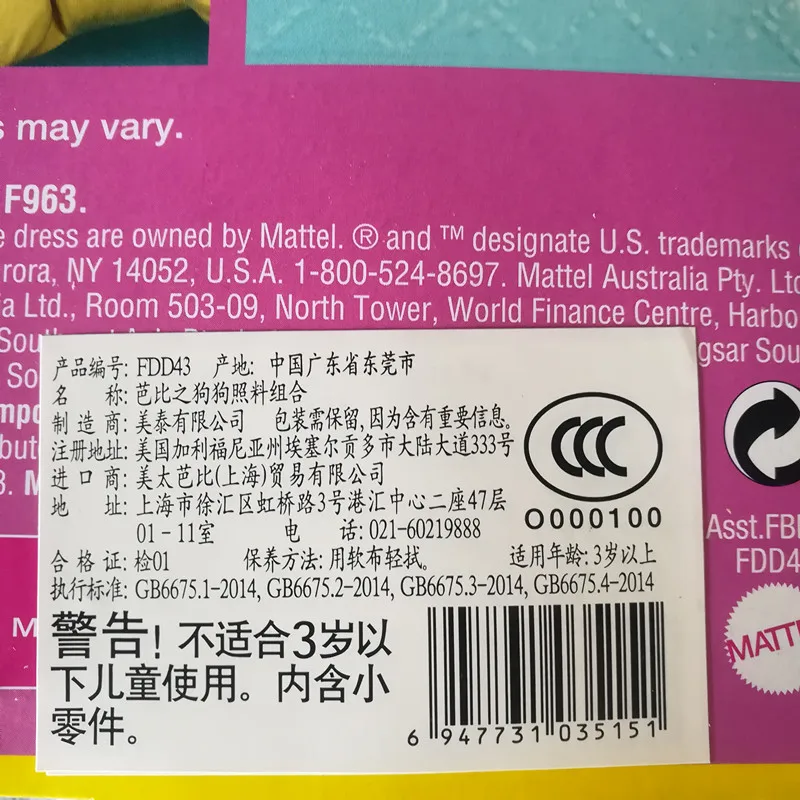 may vary.
F963.
dress are owned by Mattel. ® and ™ designate U.S. trademarks
NY 14052, U.S.A. 1-800-524-8697. Mattel Australia Pty.
Ltd., Room 503-09, North Tower, World Finance Centre,
产品编号: FDD43 产地: 中国广东省东莞市
名 称: 芭比之狗狗照料组合
制 造 商: 美泰有限公司 包装需保留,因为含有重要信息。
注册地址: 美国加利福尼亚州埃塞尔贡多市大陆大道333号
进 口 商: 美太芭比(上海)贸易有限公司
地 址: 上海市徐汇区虹桥路3号港汇中心二座47层
01-11室 电 话: 021-60219888
合 格 证: 检01 保养方法: 用软布轻拭。 适用年龄: 3岁以上
执行标准: GB6675.1-2014, GB6675.2-2014, GB6675.3-2014, GB6675.4-2014
CCC
O000100
警告! 不适合3岁以
下儿童使用。内含小
零件。
6 947731 035151
Asst.